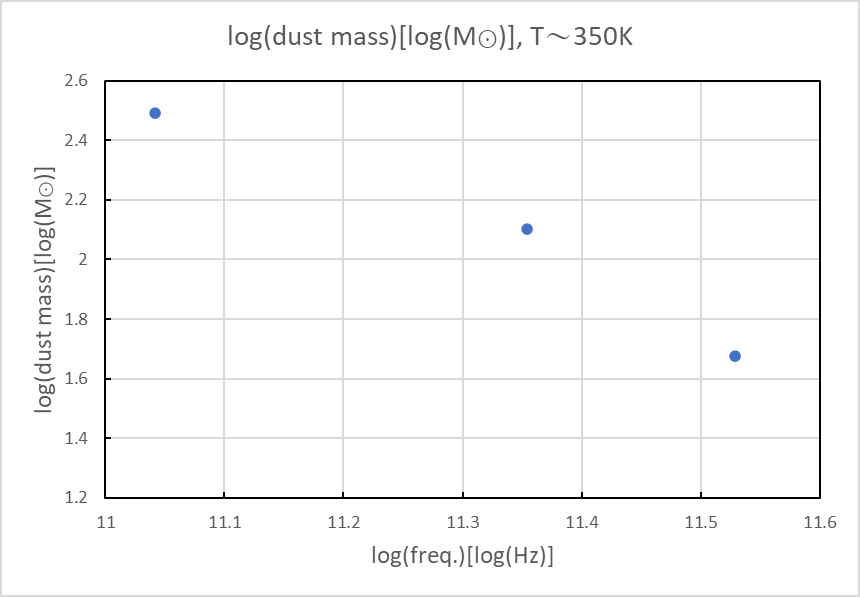 log(dust mass)[log(M⊙)], T～350K
2.6
2.4
2.2
2
1.8
1.6
1.4
1.2
11 11.1 11.2 11.3 11.4 11.5 11.6
log(freq.)[log(Hz)]
log(dust mass)[log(M⊙)]